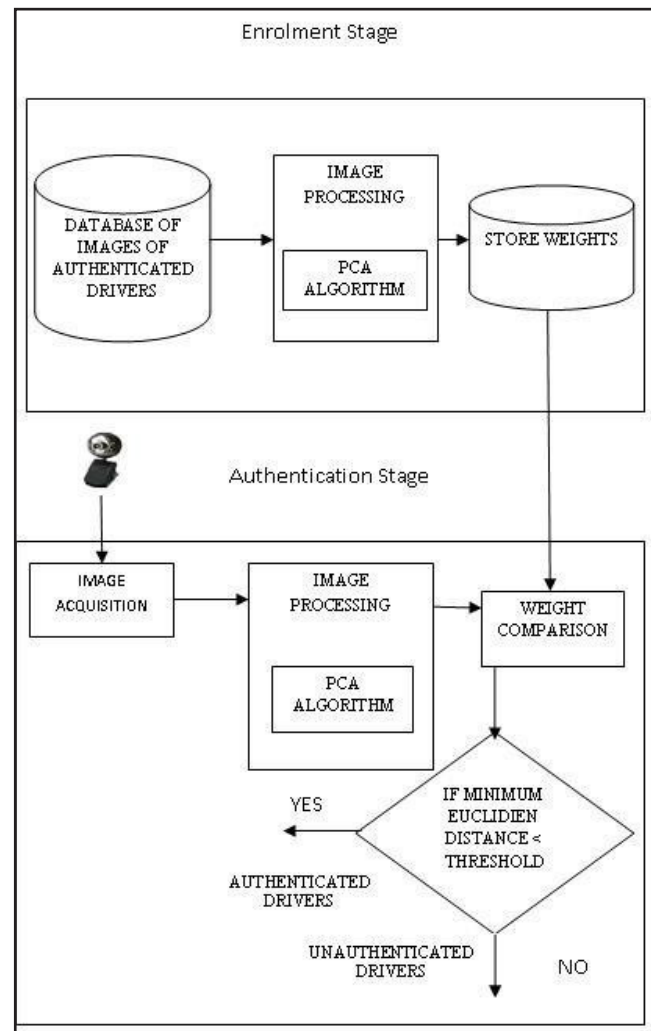 Enrolment Stage
DATABASE OF
IMAGES OF
AUTHENTICATED
DRIVERS
IMAGE
PROCESSING
PCA
ALGORITHM
STORE WEIGHTS
Authentication Stage
IMAGE
ACQUISITION
IMAGE
PROCESSING
PCA
ALGORITHM
WEIGHT
COMPARISON
IF MINIMUM
EUCLIDIEN
DISTANCE <
THRESHOLD
YES
AUTHENTICATED
DRIVERS
UNAUTHENTICATED
DRIVERS
NO